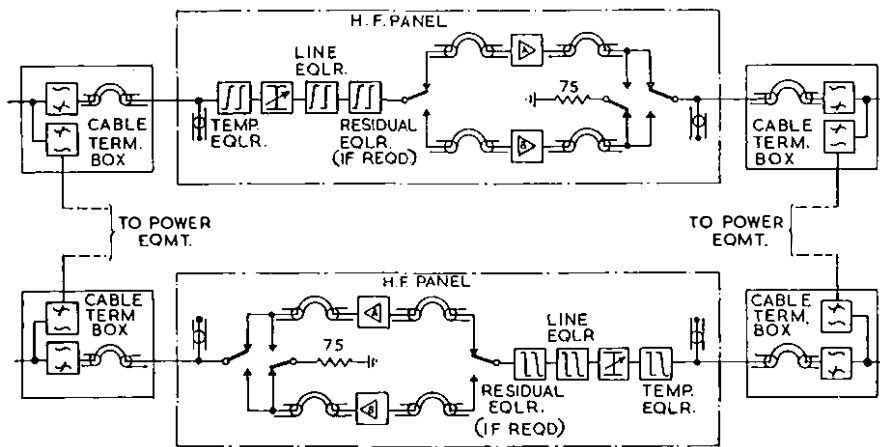 H.F. PANEL
LINE
EQLR.
A
75
CABLE
TERM.
BOX
TEMP.
EQLR.
RESIDUAL
EQLR.
(IF REQD)
B
CABLE
TERM.
BOX
TO POWER
EQMT.
TO POWER
EQMT.
H.F. PANEL
CABLE
TERM.
BOX
A
75
LINE
EQLR
CABLE
TERM.
BOX
B
RESIDUAL
EQLR.
(IF REQD)
TEMP.
EQLR.